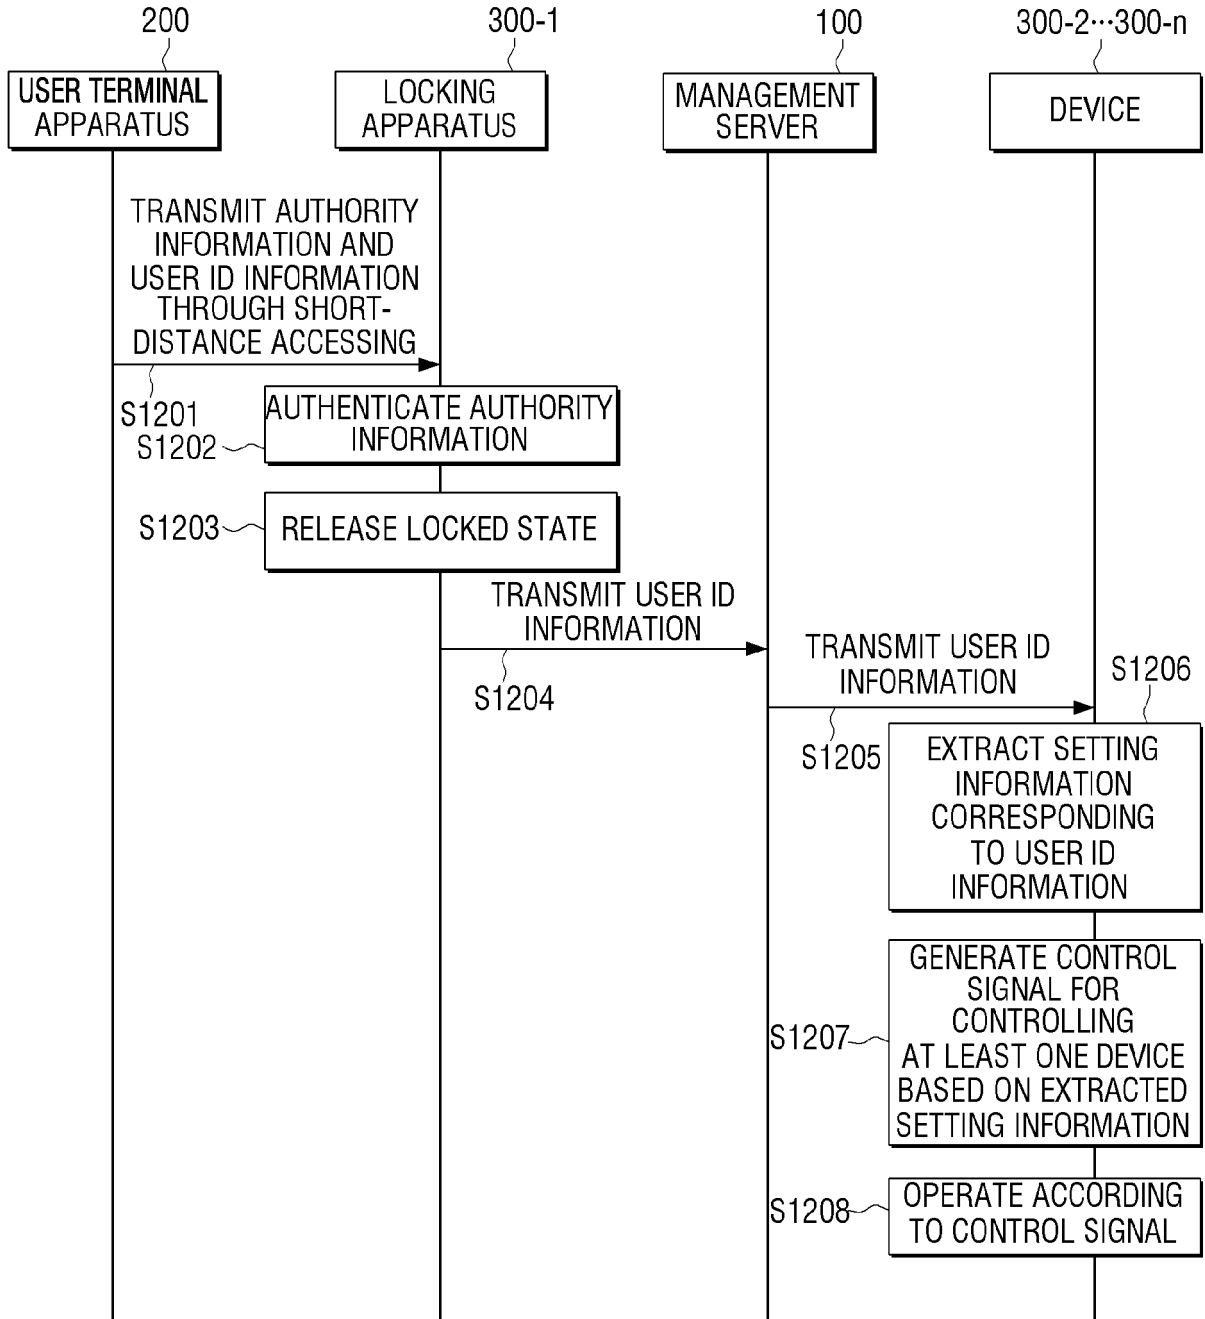 200
300-1
100
300-2···300-n
USER TERMINAL
APPARATUS
LOCKING
APPARATUS
MANAGEMENT
SERVER
DEVICE
TRANSMIT AUTHORITY
INFORMATION AND
USER ID INFORMATION
THROUGH SHORT-
DISTANCE ACCESSING
S1201
AUTHENTICATE AUTHORITY
INFORMATION
S1202
S1203
RELEASE LOCKED STATE
TRANSMIT USER ID
INFORMATION
S1204
TRANSMIT USER ID
INFORMATION
S1205
S1206
EXTRACT SETTING
INFORMATION
CORRESPONDING
TO USER ID
INFORMATION
S1207
GENERATE CONTROL
SIGNAL FOR
CONTROLLING
AT LEAST ONE DEVICE
BASED ON EXTRACTED
SETTING INFORMATION
S1208
OPERATE ACCORDING
TO CONTROL SIGNAL